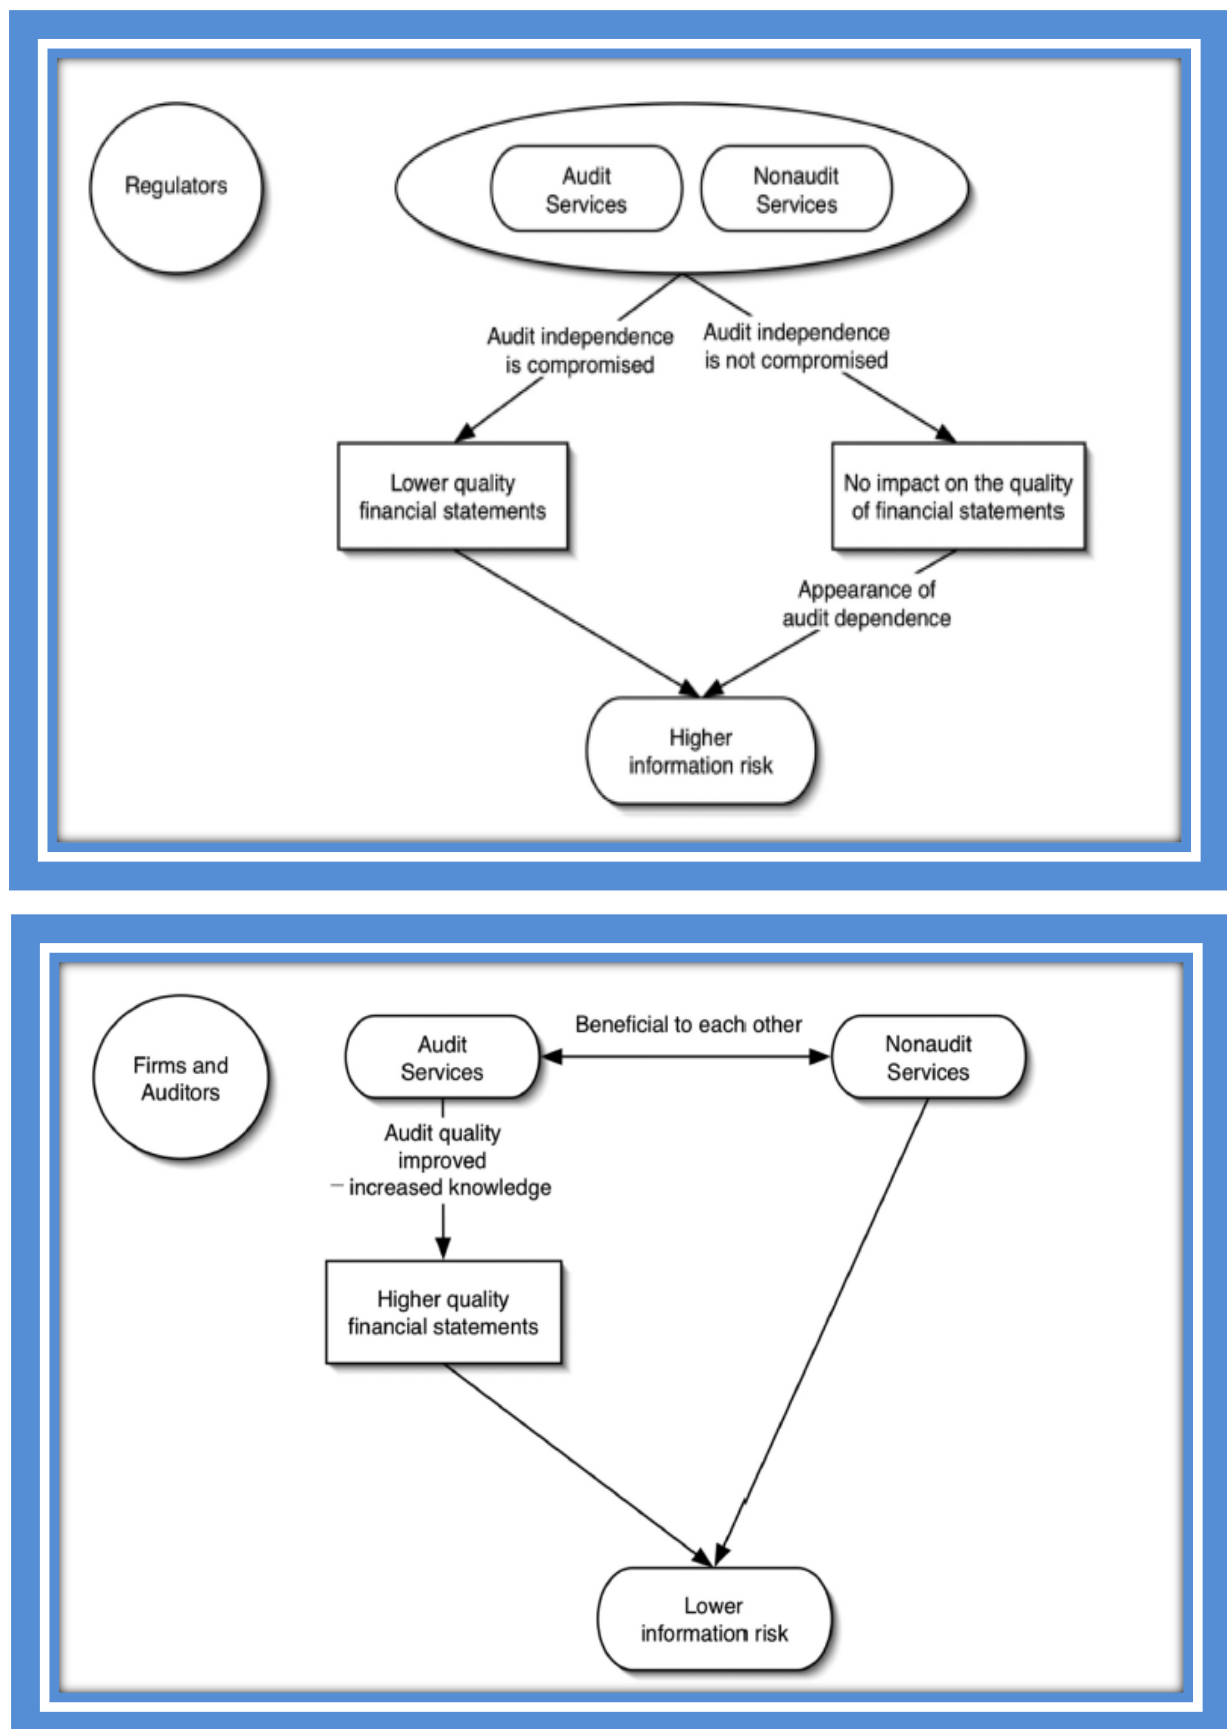 Regulators
Audit
Services
Nonaudit
Services
Audit independence
is compromised
Audit independence
is not compromised
Lower quality
financial statements
No impact on the quality
of financial statements
Appearance of
audit dependence
Higher
information risk
Firms and
Auditors
Audit
Services
Beneficial to each other
Nonaudit
Services
Audit quality
improved
– increased knowledge
Higher quality
financial statements
Lower
information risk